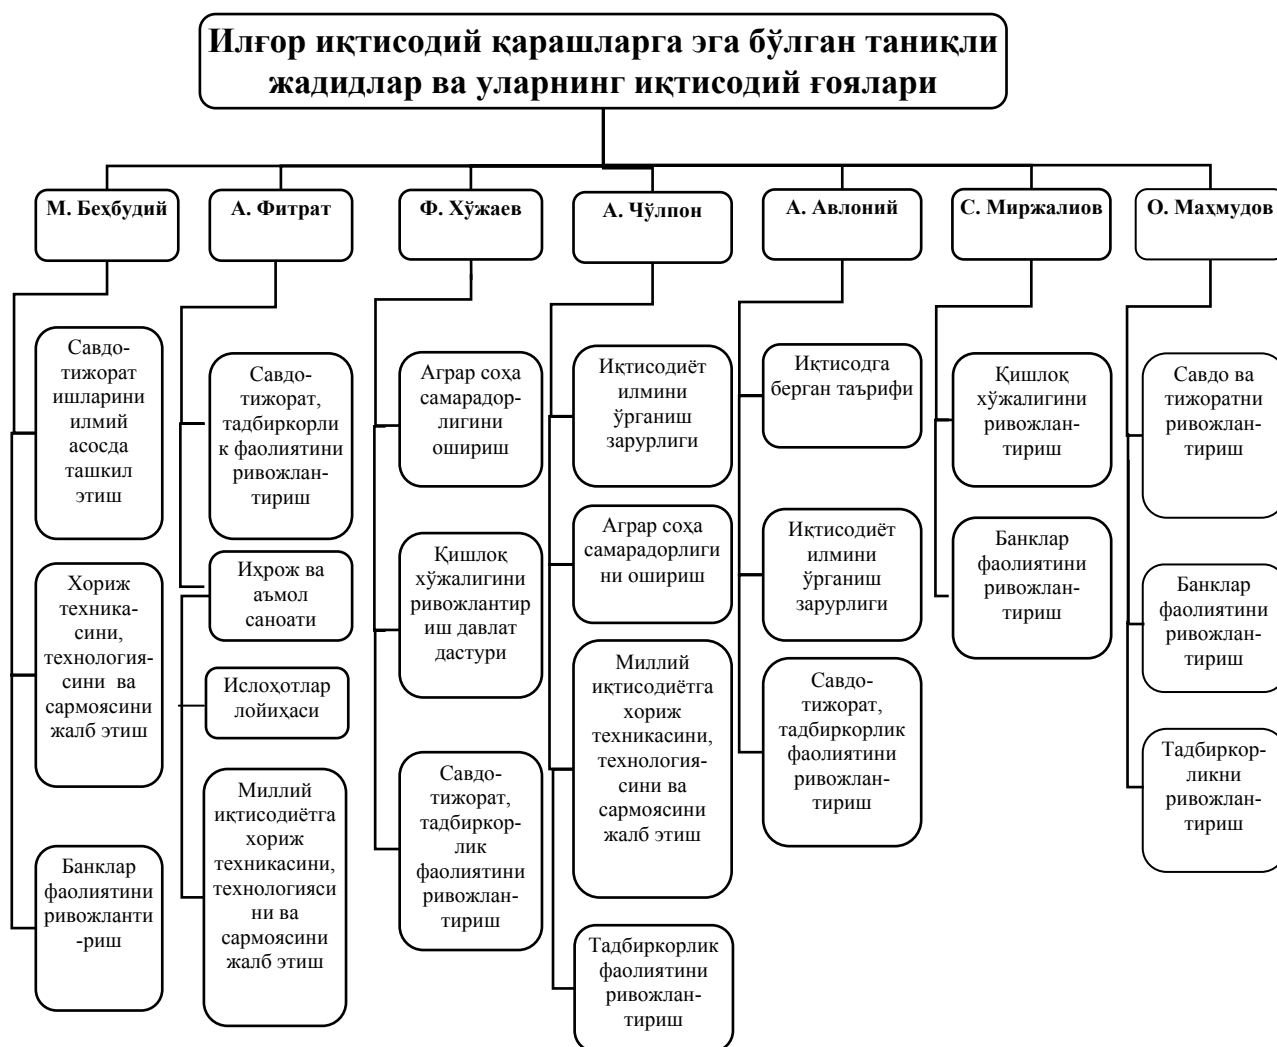 Илғор иқтисодий қарашларга эга бўлган таниқли
жадидлар ва уларнинг иқтисодий ғоялари
М. Беҳбудий
Савдо-
тижорат
ишларини
илмий
асосда
ташкил
этиш
Хориж
техника-
сини,
технология-
сини ва
сармоясини
жалб этиш
Банклар
фаолиятини
ривожланти
-риш
А. Фитрат
Савдо-
тижорат,
тадбиркорли
к фаолиятини
ривожлан-
тириш
Иҳрож ва
аъмол
саноати
Ислоҳотлар
лойиҳаси
Миллий
иқтисодиётга
хориж
техникасини,
технологияси
ни ва
сармоясини
жалб этиш
Ф. Хўжаев
Аграр соҳа
самарадор-
лигини
ошириш
Қишлоқ
хўжалигини
ривожлантир
иш давлат
дастури
Савдо-
тижорат,
тадбиркор-
лик
фаолиятини
ривожлан-
тириш
А. Чўлпон
Иқтисодиёт
илмини
ўрганиш
зарурлиги
Аграр соҳа
самарадорлиги
ни ошириш
Миллий
иқтисодиётга
хориж
техникасини,
технология-
сини ва
сармоясини
жалб этиш
Тадбиркорлик
фаолиятини
ривожлан-
тириш
А. Авлоний
Иқтисодга
берган таърифи
Иқтисодиёт
илмини
ўрганиш
зарурлиги
Савдо-
тижорат,
тадбиркорлик
фаолиятини
ривожлан-
тириш
С. Миржалиов
Қишлоқ
хўжалигини
ривожлан-
тириш
Банклар
фаолиятини
ривожлан-
тириш
О. Маҳмудов
Савдо ва
тижоратни
ривожлан-
тириш
Банклар
фаолиятини
ривожлан-
тириш
Тадбиркор-
ликни
ривожлан-
тириш